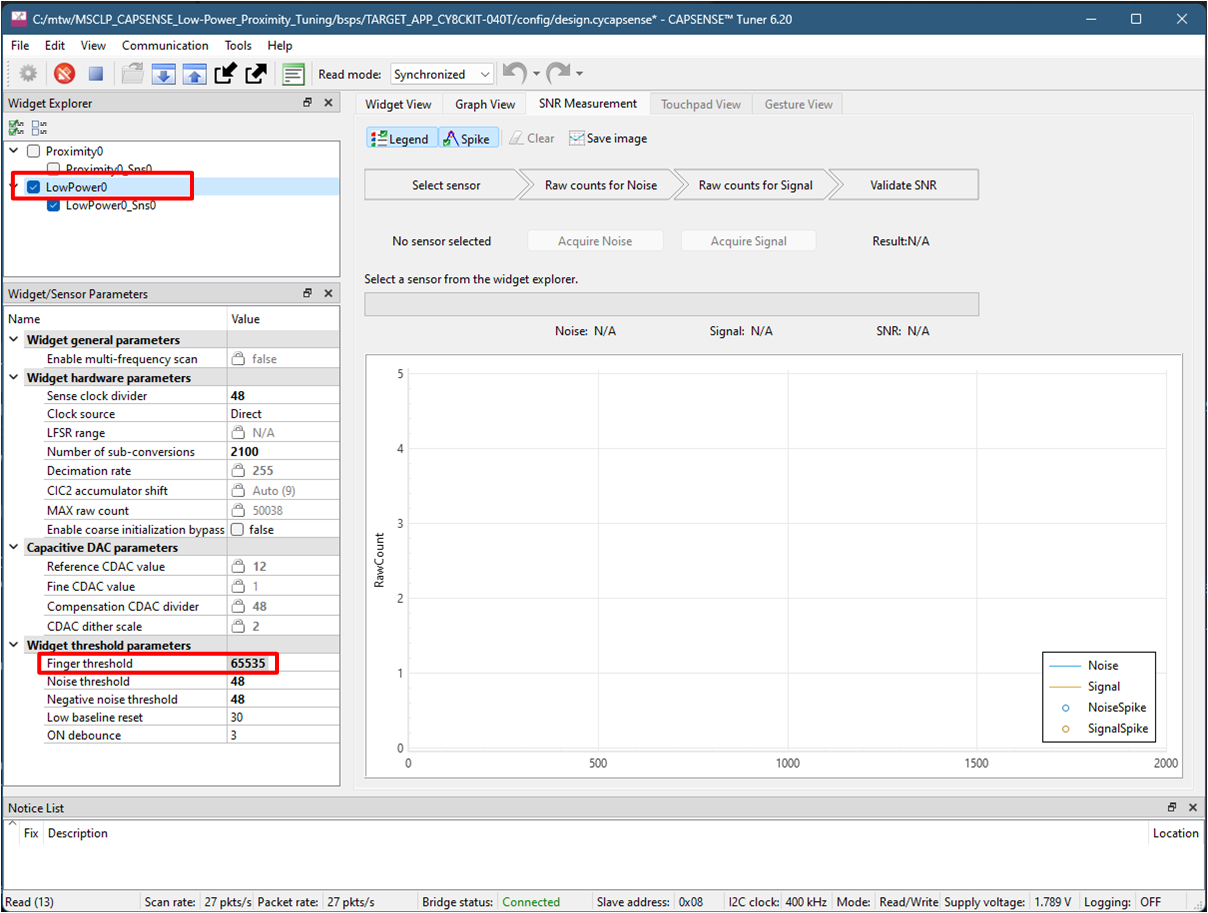 C:/mtw/MSCLP_CAPSENSE_Low-Power_Proximity_Tuning/bsps/TARGET_APP_CY8CKIT-040T/config/design.cycapsense* - CAPSENSE™ Tuner 6.20
File Edit View Communication Tools Help
Read mode: Synchronized
Widget Explorer
Proximity0
Proximity0_Sns0
LowPower0
LowPower0_Sns0
Widget/Sensor Parameters
Name Value
Widget general parameters
Enable multi-frequency scan false
Widget hardware parameters
Sense clock divider 48
Clock source Direct
LFSR range N/A
Number of sub-conversions 2100
Decimation rate 255
CIC2 accumulator shift Auto (9)
MAX raw count 50038
Enable coarse initialization bypass false
Capacitive DAC parameters
Reference CDAC value 12
Fine CDAC value 1
Compensation CDAC divider 48
CDAC dither scale 2
Widget threshold parameters
Finger threshold 65535
Noise threshold 48
Negative noise threshold 48
Low baseline reset 30
ON debounce 3
Widget View Graph View SNR Measurement Touchpad View Gesture View
Legend Spike Clear Save image
Select sensor Raw counts for Noise Raw counts for Signal Validate SNR
No sensor selected Acquire Noise Acquire Signal Result:N/A
Select a sensor from the widget explorer.
Noise: N/A Signal: N/A SNR: N/A
RawCount
5
4
3
2
1
0
0 500 1000 1500 2000
Noise
Signal
NoiseSpike
SignalSpike
Notice List
Fix Description Location
Read (13) Scan rate: 27 pkts/s Packet rate: 27 pkts/s Bridge status: Connected Slave address: 0x08 I2C clock: 400 kHz Mode: Read/Write Supply voltage: 1.789 V Logging: OFF